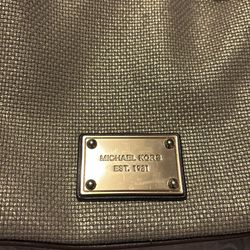 MICHAEL KORS
EST. 1981